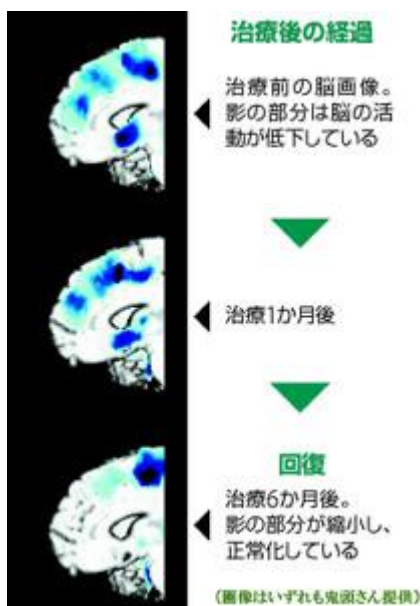 治療後の経過
治療前の脳画像。
影の部分は脳の活
動が低下している
治療1か月後
回復
治療6か月後。
影の部分が縮小し、
正常化している
(画像はいずれも鬼頭さん提供)